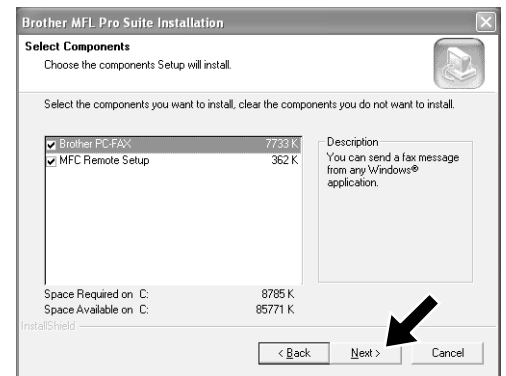 Brother MFL Pro Suite Installation
Select Components
Choose the components Setup will install.
Select the components you want to install, clear the components you do not want to install.
Brother PC-FAX 7733 K
MFC Remote Setup 362 K
Description
You can send a fax message
from any Windows®
application.
Space Required on C: 8785 K
Space Available on C: 85771 K
InstallShield
< Back Next > Cancel